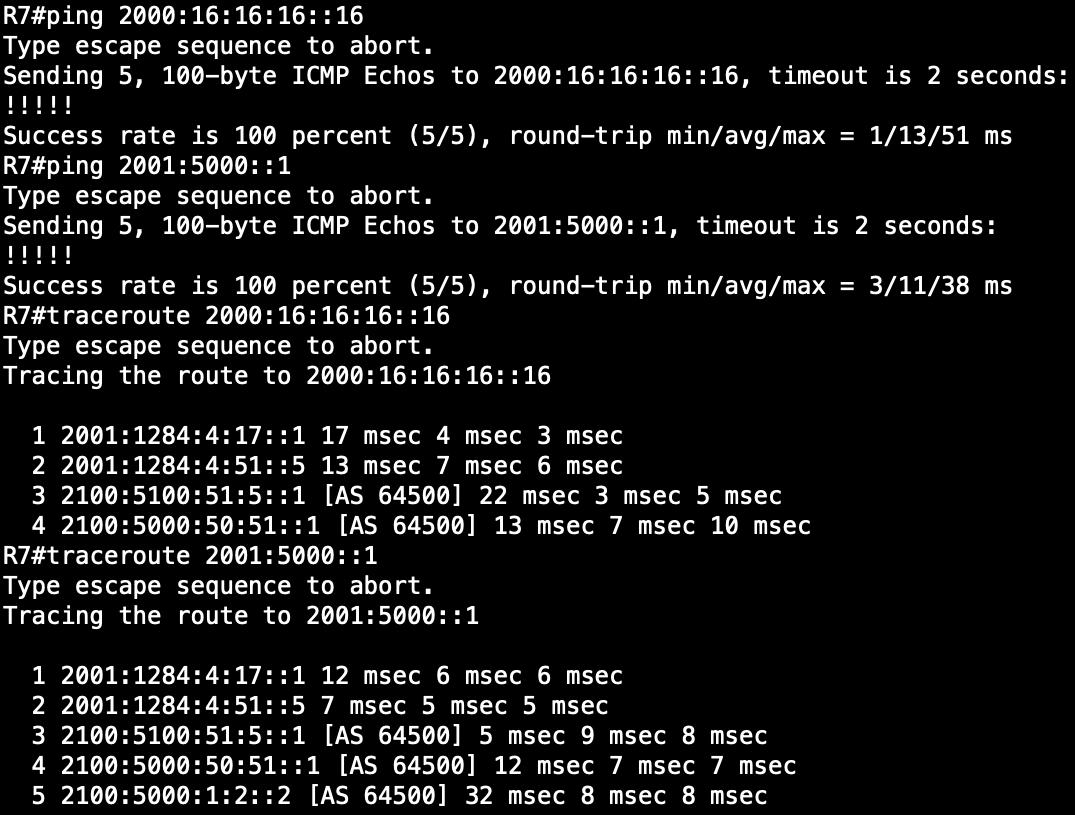 R7#ping 2000:16:16:16::16
Type escape sequence to abort.
Sending 5, 100-byte ICMP Echos to 2000:16:16:16::16, timeout is 2 seconds:
!!!!!
Success rate is 100 percent (5/5), round-trip min/avg/max = 1/13/51 ms
R7#ping 2001:5000::1
Type escape sequence to abort.
Sending 5, 100-byte ICMP Echos to 2001:5000::1, timeout is 2 seconds:
!!!!!
Success rate is 100 percent (5/5), round-trip min/avg/max = 3/11/38 ms
R7#traceroute 2000:16:16:16::16
Type escape sequence to abort.
Tracing the route to 2000:16:16:16::16
1 2001:1284:4:17::1 17 msec 4 msec 3 msec
2 2001:1284:4:51::5 13 msec 7 msec 6 msec
3 2100:5100:51:5::1 [AS 64500] 22 msec 3 msec 5 msec
4 2100:5000:50:51::1 [AS 64500] 13 msec 7 msec 10 msec
R7#traceroute 2001:5000::1
Type escape sequence to abort.
Tracing the route to 2001:5000::1
1 2001:1284:4:17::1 12 msec 6 msec 6 msec
2 2001:1284:4:51::5 7 msec 5 msec 5 msec
3 2100:5100:51:5::1 [AS 64500] 5 msec 9 msec 8 msec
4 2100:5000:50:51::1 [AS 64500] 12 msec 7 msec 7 msec
5 2100:5000:1:2::2 [AS 64500] 32 msec 8 msec 8 msec